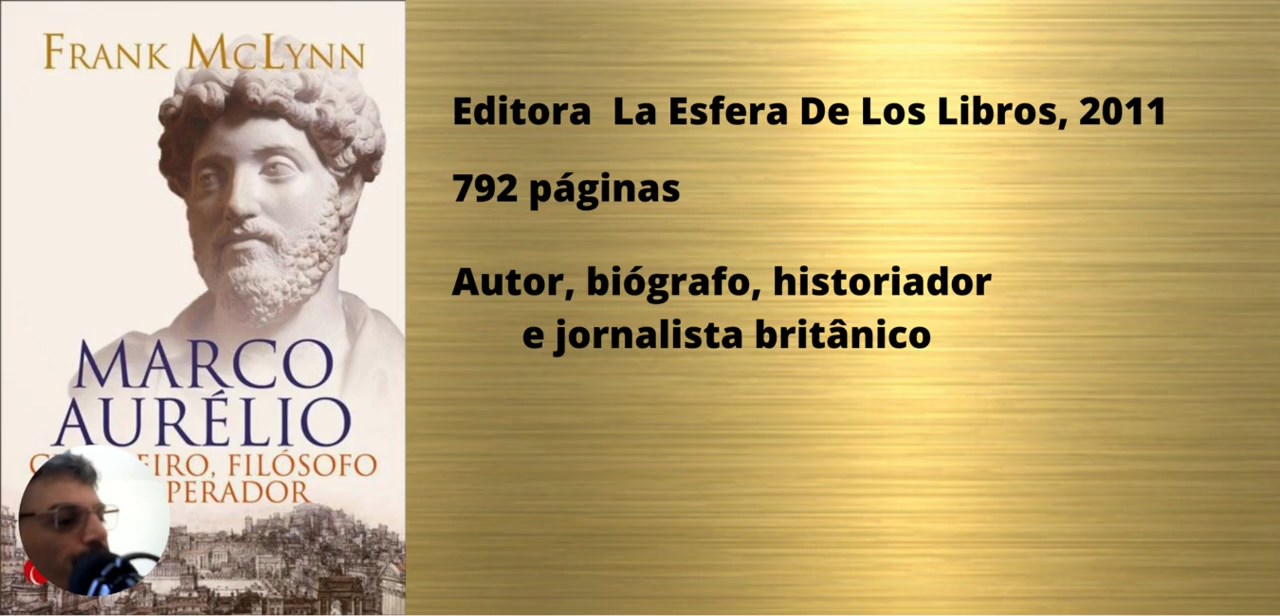 FRANK MCLYNN
MARCO
AURÉLIO
FILÓSOFO
Editora La Esfera De Los Libros, 2011
792 páginas
Autor, biógrafo, historiador
e jornalista britânico